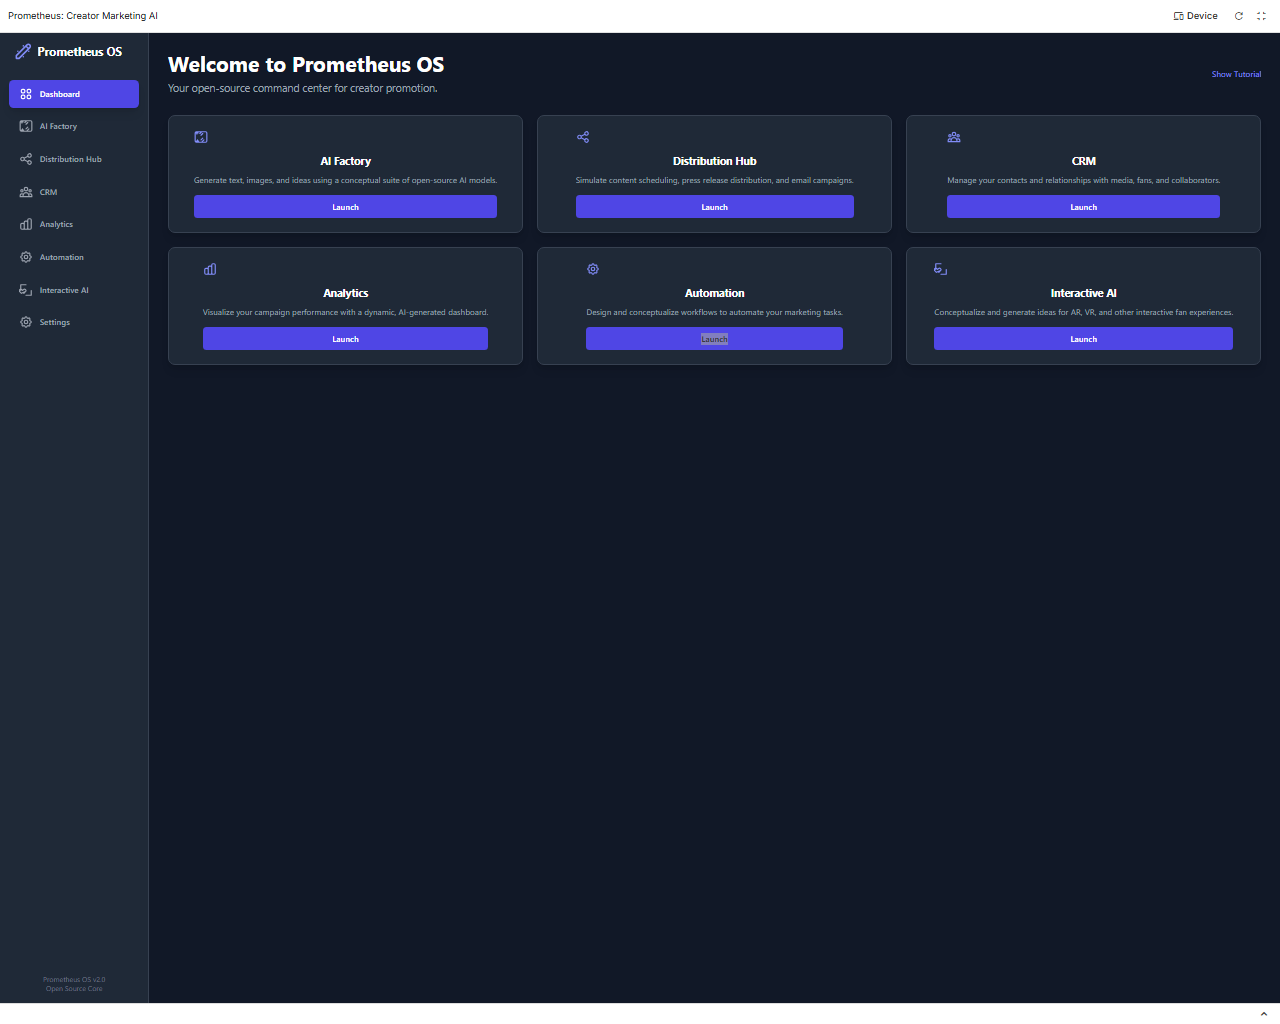 Prometheus: Creator Marketing AI
Device
Prometheus OS
Dashboard
AI Factory
Distribution Hub
CRM
Analytics
Automation
Interactive AI
Settings
Prometheus OS v2.0
Open Source Core
Welcome to Prometheus OS
Your open-source command center for creator promotion.
Show Tutorial
AI Factory
Generate text, images, and ideas using a conceptual suite of open-source AI models.
Launch
Distribution Hub
Simulate content scheduling, press release distribution, and email campaigns.
Launch
CRM
Manage your contacts and relationships with media, fans, and collaborators.
Launch
Analytics
Visualize your campaign performance with a dynamic, AI-generated dashboard.
Launch
Automation
Design and conceptualize workflows to automate your marketing tasks.
Launch
Interactive AI
Conceptualize and generate ideas for AR, VR, and other interactive fan experiences.
Launch